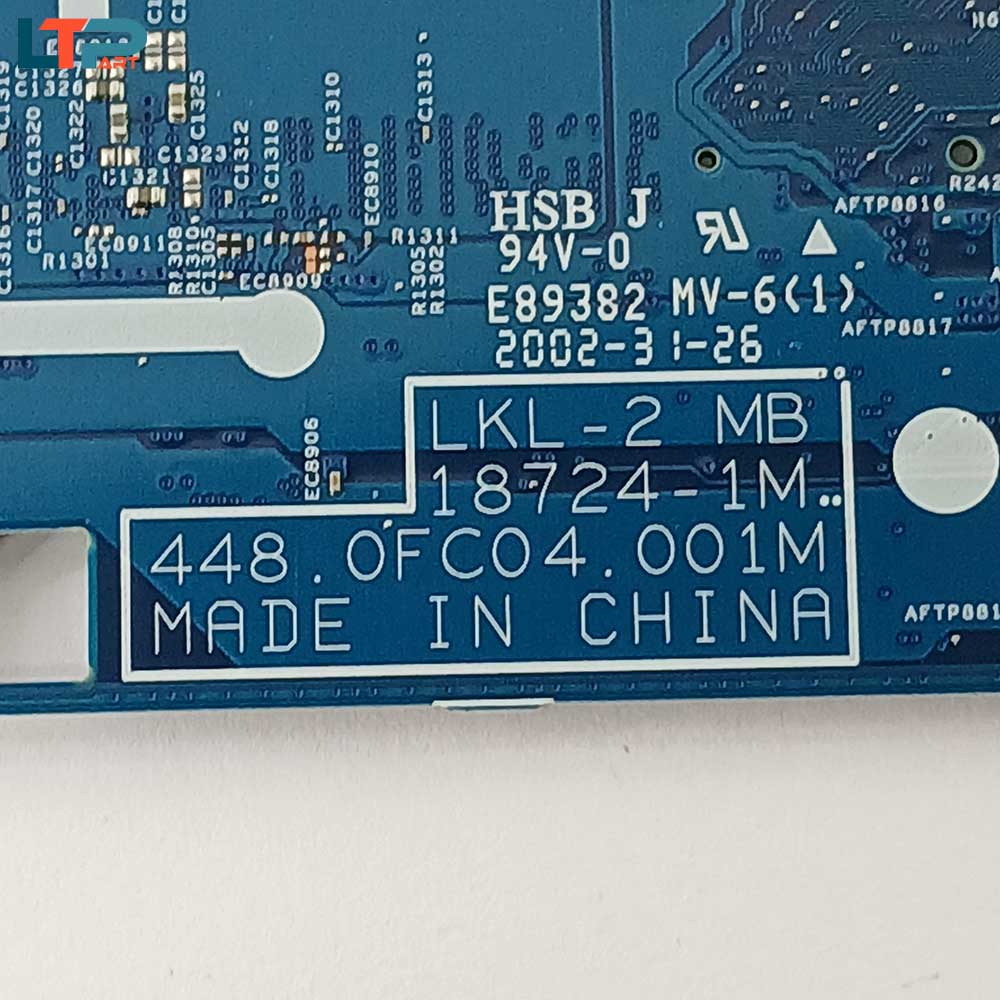 LTP
ART
C1327
C1326
C1319
C1322
C1320
C1317
C1316
C1325
C1323
C1321
C1312
C1318
C1310
C1313
EC8910
EC8911
R1301
R1308
R1310
C1305
EC8909
R1311
R1305
R1302
HSB J
94V-0
E89382 MV-6(1)
2002-31-26
AFTP8816
R242
AFTP8817
EC8906
LKL-2 MB
18724-1M
448.0FC04.001M
MADE IN CHINA